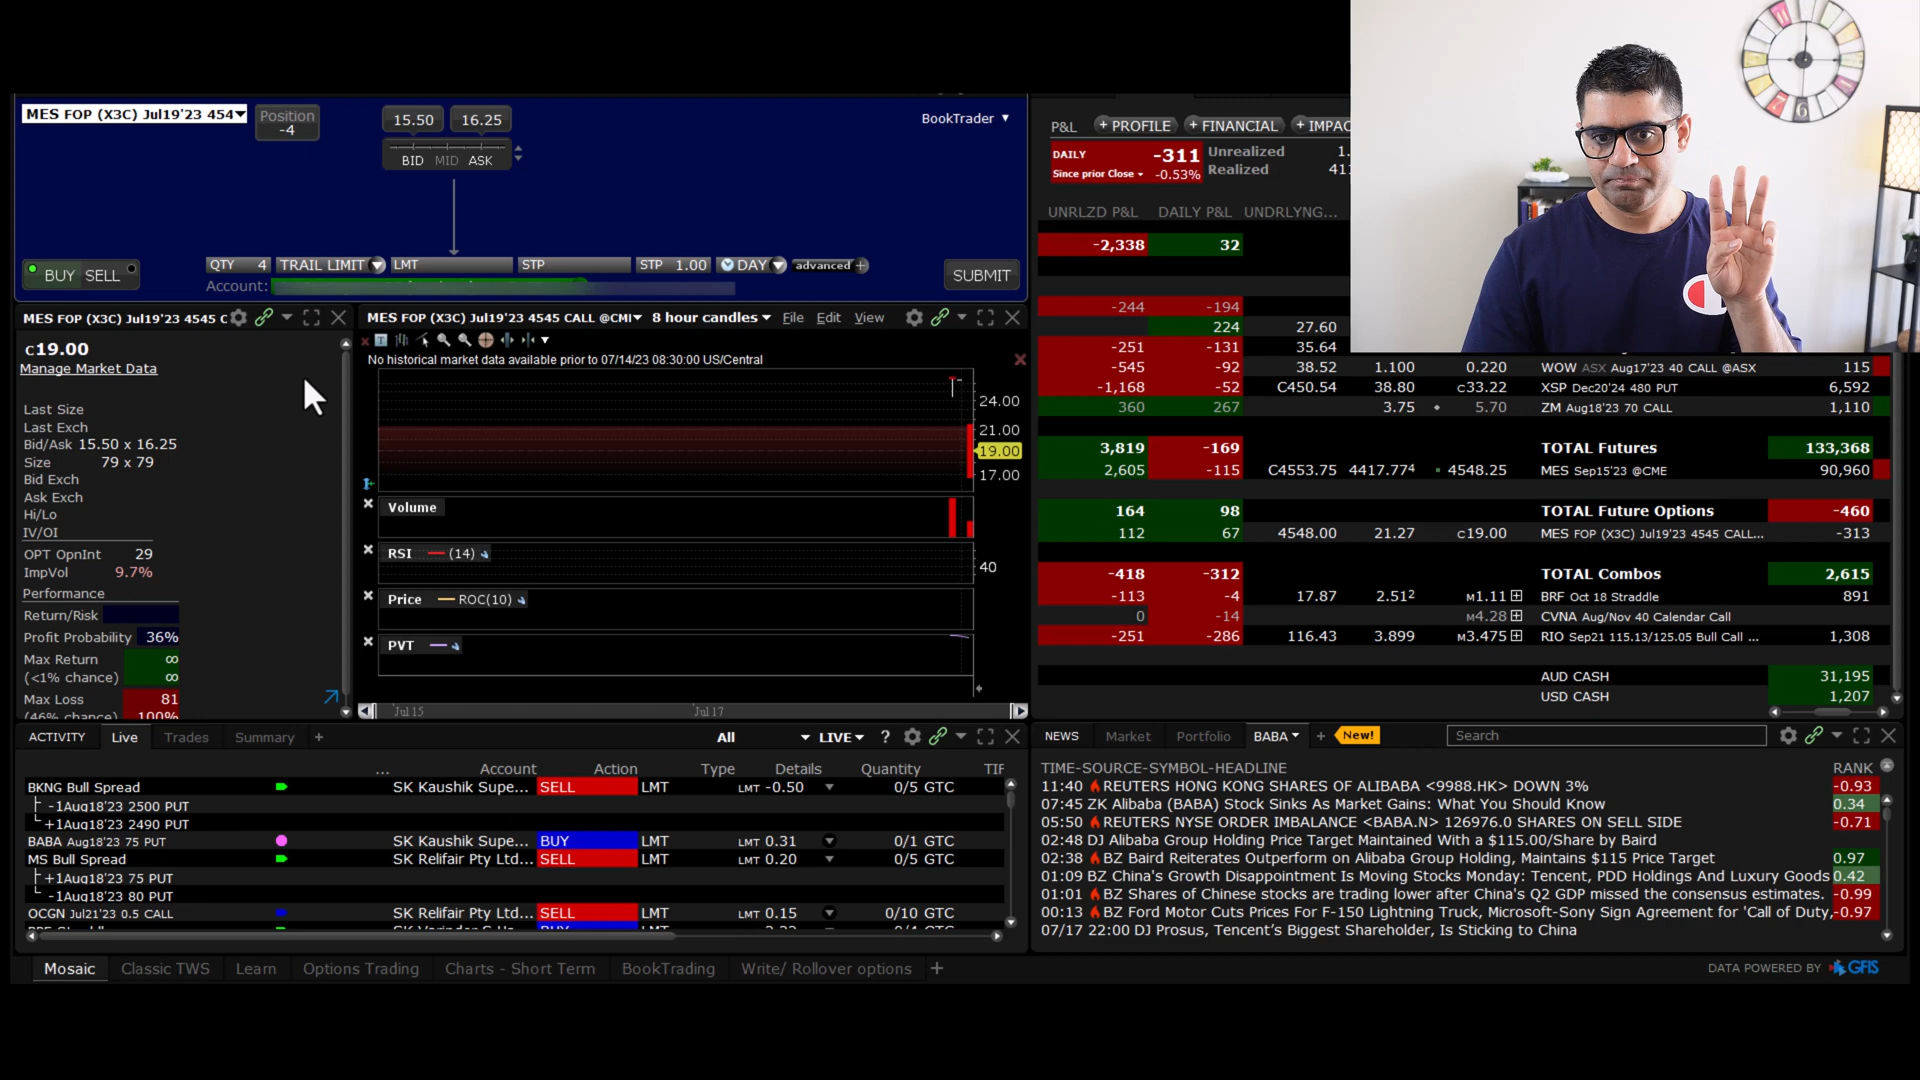 MES FOP (X3C) Jul19'23 454
Position
-4
15.50 16.25
BID MID ASK
BookTrader
BUY SELL
QTY 4 TRAIL LIMIT LMT STP STP 1.00 DAY advanced +
Account:
SUBMIT
P&L + PROFILE + FINANCIAL + IMPAC
DAILY -311
Since prior Close -0.53%
Unrealized 1.
Realized 411
UNRLZD P&L DAILY P&L UNDRLYNG...
-2,338 32
-244 -194
224 27.60
-251 -131 35.64
-545 -92 38.52 1.100 0.220 WOW ASX Aug17'23 40 CALL @ASX 115
-1,168 -52 C450.54 38.80 C33.22 XSP Dec20'24 480 PUT 6,592
360 267 3.75 5.70 ZM Aug18'23 70 CALL 1,110
3,819 -169 TOTAL Futures 133,368
2,605 -115 C4553.75 4417.774 4548.25 MES Sep15'23 @CME 90,960
164 98 TOTAL Future Options -460
112 67 4548.00 21.27 C19.00 MES FOP (X3C) Jul19'23 4545 CALL... -313
-418 -312 TOTAL Combos 2,615
-113 -4 17.87 2.512 M1.11 BRF Oct 18 Straddle 891
0 -14 M4.28 CVNA Aug/Nov 40 Calendar Call
-251 -286 116.43 3.899 M3.475 RIO Sep21 115.13/125.05 Bull Call ... 1,308
AUD CASH 31,195
USD CASH 1,207
MES FOP (X3C) Jul19'23 4545 C
C19.00
Manage Market Data
Last Size
Last Exch
Bid/Ask 15.50 x 16.25
Size 79 x 79
Bid Exch
Ask Exch
Hi/Lo
IV/OI
OPT OpnInt 29
ImpVol 9.7%
Performance
Return/Risk
Profit Probability 36%
Max Return ∞
(<1% chance) ∞
Max Loss 81
(46% chance) 100%
MES FOP (X3C) Jul19'23 4545 CALL @CMI 8 hour candles File Edit View
No historical market data available prior to 07/14/23 08:30:00 US/Central
24.00
21.00
19.00
17.00
Volume
RSI (14)
40
Price ROC(10)
PVT
Jul 15 Jul 17
ACTIVITY Live Trades Summary + All LIVE ?
... Account Action Type Details Quantity TIF
BKNG Bull Spread SK Kaushik Supe... SELL LMT LMT -0.50 0/5 GTC
-1Aug18'23 2500 PUT
+1Aug18'23 2490 PUT
BABA Aug18'23 75 PUT SK Kaushik Supe... BUY LMT LMT 0.31 0/1 GTC
MS Bull Spread SK Relifair Pty Ltd... SELL LMT LMT 0.20 0/5 GTC
+1Aug18'23 75 PUT
-1Aug18'23 80 PUT
OCGN Jul21'23 0.5 CALL SK Relifair Pty Ltd... SELL LMT LMT 0.15 0/10 GTC
NEWS Market Portfolio BABA + New! Search
TIME-SOURCE-SYMBOL-HEADLINE RANK
11:40 REUTERS HONG KONG SHARES OF ALIBABA <9988.HK> DOWN 3% -0.93
07:45 ZK Alibaba (BABA) Stock Sinks As Market Gains: What You Should Know 0.34
05:50 REUTERS NYSE ORDER IMBALANCE <BABA.N> 126976.0 SHARES ON SELL SIDE -0.71
02:48 DJ Alibaba Group Holding Price Target Maintained With a $115.00/Share by Baird
02:38 BZ Baird Reiterates Outperform on Alibaba Group Holding, Maintains $115 Price Target 0.97
01:09 BZ China's Growth Disappointment Is Moving Stocks Monday: Tencent, PDD Holdings And Luxury Goods 0.42
01:01 BZ Shares of Chinese stocks are trading lower after China's Q2 GDP missed the consensus estimates. -0.99
00:13 BZ Ford Motor Cuts Prices For F-150 Lightning Truck, Microsoft-Sony Sign Agreement for 'Call of Duty, -0.97
07/17 22:00 DJ Prosus, Tencent's Biggest Shareholder, Is Sticking to China
Mosaic Classic TWS Learn Options Trading Charts - Short Term BookTrading Write/ Rollover options +
DATA POWERED BY GFIS